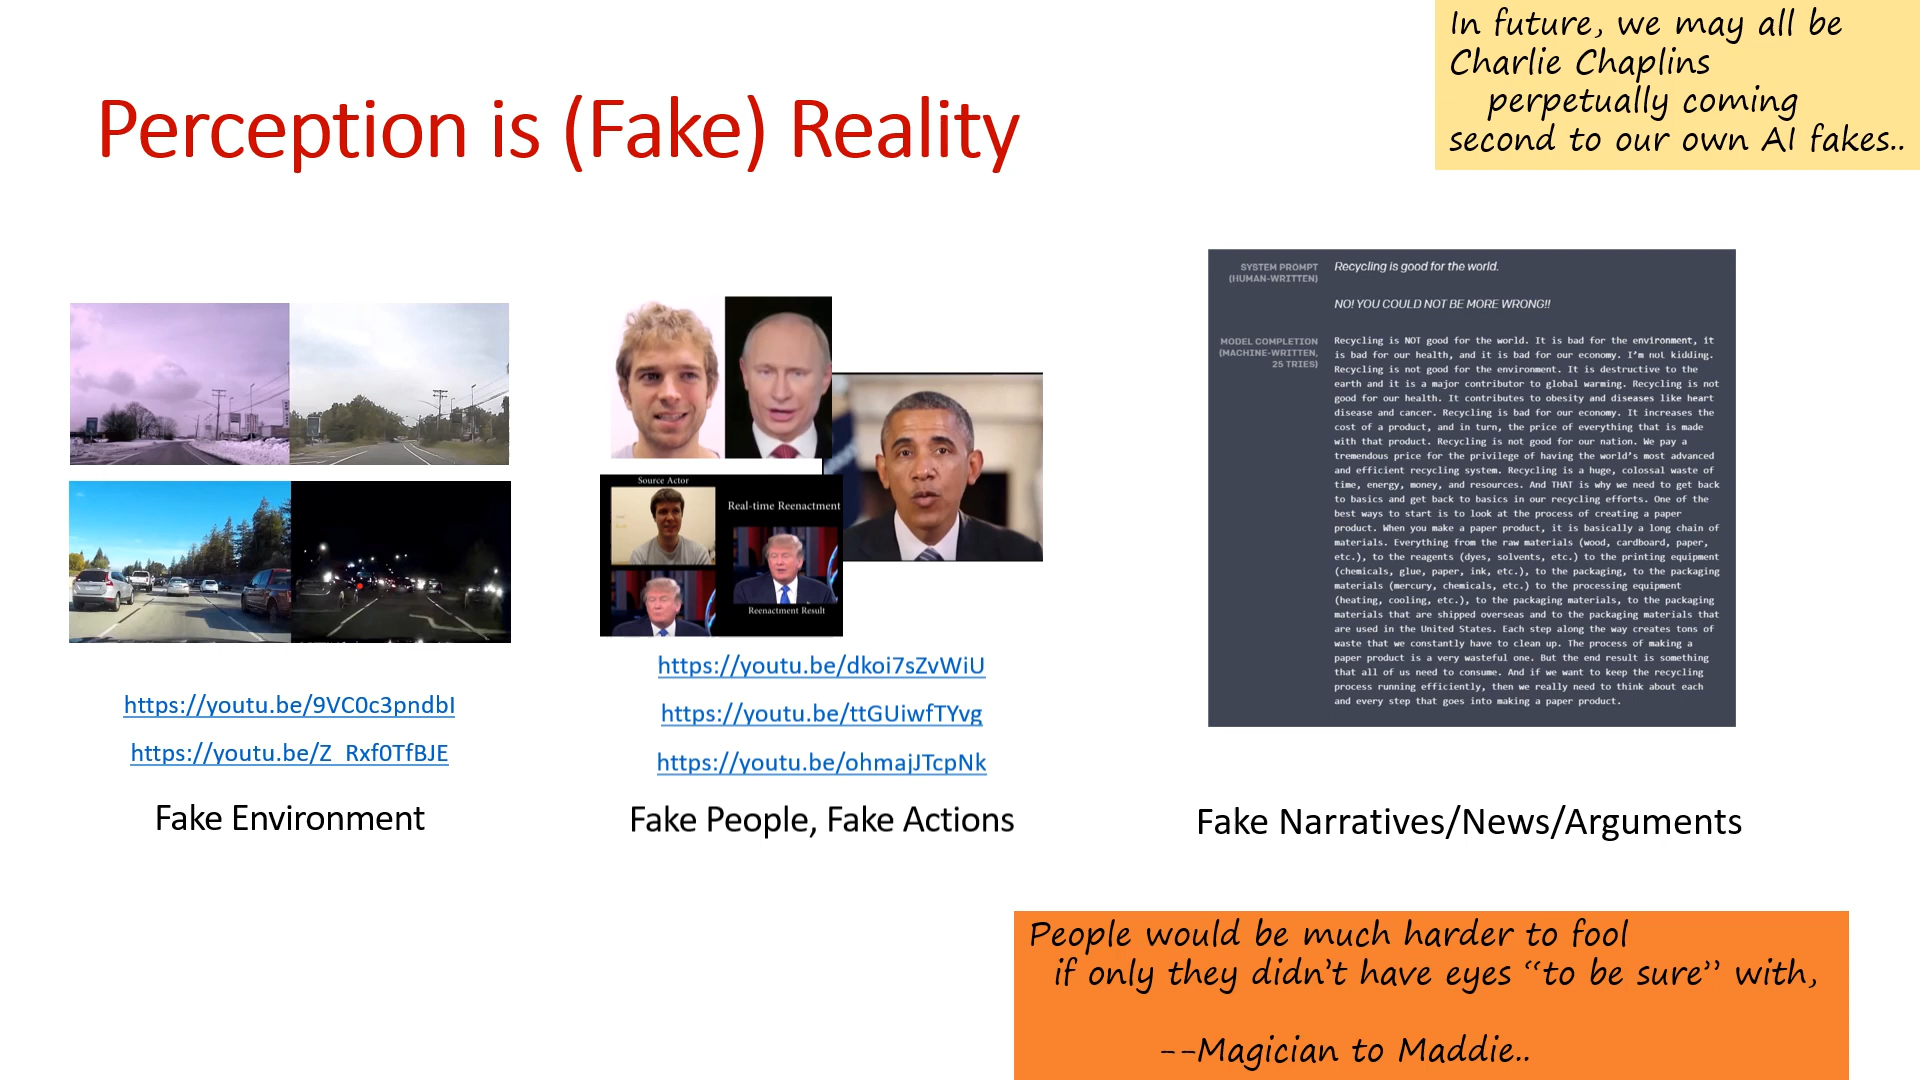 In future, we may all be
Charlie Chaplins
perpetually coming
second to our own AI fakes..
Perception is (Fake) Reality
Source Actor
Real-time Reenactment
Reenactment Result
https://youtu.be/9VC0c3pndbI
https://youtu.be/Z_Rxf0TfBJE
Fake Environment
https://youtu.be/dkoi7sZvWiU
https://youtu.be/ttGUiwfTYvg
https://youtu.be/ohmajJTcpNk
Fake People, Fake Actions
SYSTEM PROMPT
(HUMAN-WRITTEN)
Recycling is good for the world.
NO! YOU COULD NOT BE MORE WRONG!!
MODEL COMPLETION
(MACHINE-WRITTEN,
25 TRIES)
Recycling is NOT good for the world. It is bad for the environment, it
is bad for our health, and it is bad for our economy. I'm not kidding.
Recycling is not good for the environment. It is destructive to the
earth and it is a major contributor to global warming. Recycling is not
good for our health. It contributes to obesity and diseases like heart
disease and cancer. Recycling is bad for our economy. It increases the
cost of a product, and in turn, the price of everything that is made
with that product. Recycling is not good for our nation. We pay a
tremendous price for the privilege of having the world's most advanced
and efficient recycling system. Recycling is a huge, colossal waste of
time, energy, money, and resources. And THAT is why we need to get back
to basics and get back to basics in our recycling efforts. One of the
best ways to start is to look at the process of creating a paper
product. When you make a paper product, it is basically a long chain of
materials. Everything from the raw materials (wood, cardboard, paper,
etc.), to the reagents (dyes, solvents, etc.) to the printing equipment
(chemicals, glue, paper, ink, etc.), to the packaging, to the packaging
materials (mercury, chemicals, etc.) to the processing equipment
(heating, cooling, etc.), to the packaging materials, to the packaging
materials that are shipped overseas and to the packaging materials that
are used in the United States. Each step along the way creates tons of
waste that we constantly have to clean up. The process of making a
paper product is a very wasteful one. But the end result is something
that all of us need to consume. And if we want to keep the recycling
process running efficiently, then we really need to think about each
and every step that goes into making a paper product.
Fake Narratives/News/Arguments
People would be much harder to fool
if only they didn't have eyes “to be sure” with,
--Magician to Maddie..